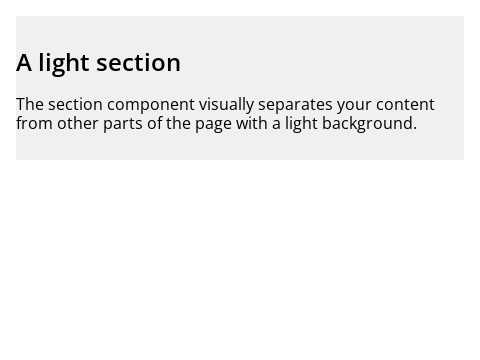 A light section
The section component visually separates your content
from other parts of the page with a light background.